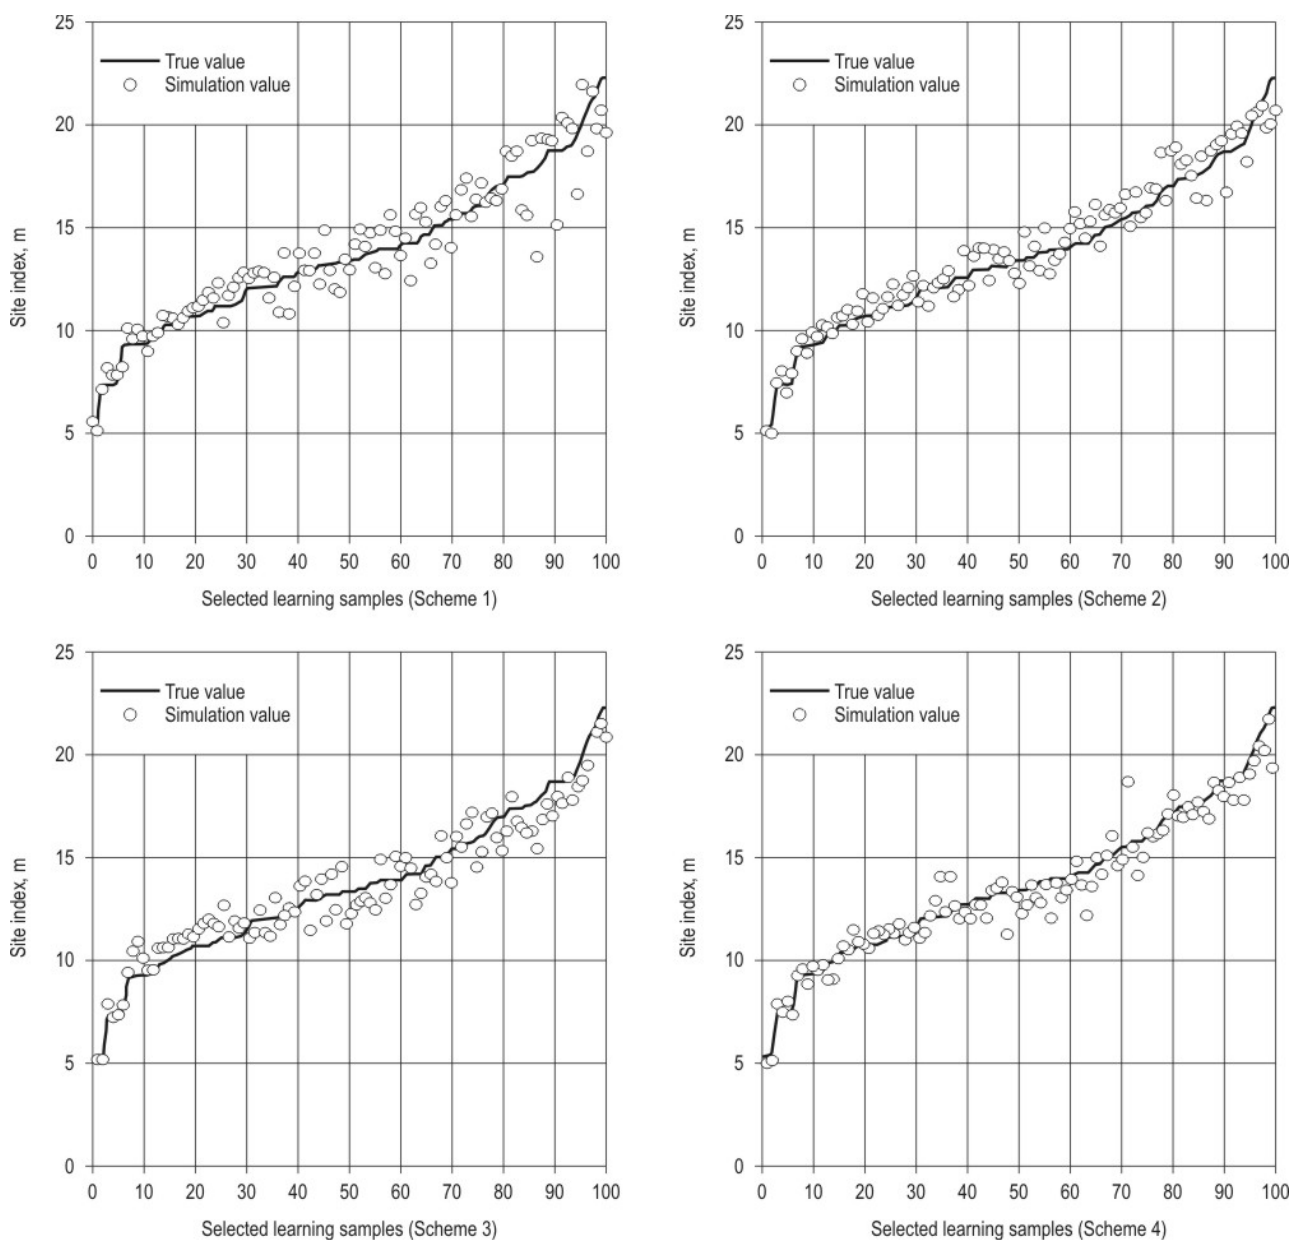 25
True value
Simulation value
20
15
10
5
0
Site index, m
0 10 20 30 40 50 60 70 80 90 100
Selected learning samples (Scheme 1)
25
True value
Simulation value
20
15
10
5
0
Site index, m
0 10 20 30 40 50 60 70 80 90 100
Selected learning samples (Scheme 2)
25
True value
Simulation value
20
15
10
5
0
Site index, m
0 10 20 30 40 50 60 70 80 90 100
Selected learning samples (Scheme 3)
25
True value
Simulation value
20
15
10
5
0
Site index, m
0 10 20 30 40 50 60 70 80 90 100
Selected learning samples (Scheme 4)